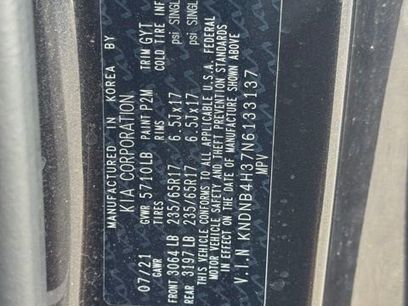 MANUFACTURED IN KOREA BY
KIA CORPORATION
07/21 GVWR 5710LB PAINT P2M TRIM GYT
GAWR TIRES RIMS COLD TIRE INF
FRONT 3064 LB 235/65R17 6.5Jx17 psi SINGL
REAR 3197 LB 235/65R17 6.5Jx17 psi SINGL
THIS VEHICLE CONFORMS TO ALL APPLICABLE U.S.A. FEDERAL
MOTOR VEHICLE SAFETY AND THEFT PREVENTION STANDARDS
IN EFFECT ON THE DATE OF MANUFACTURE SHOWN ABOVE
V.I.N KNDNB4H37N6133137
MPV